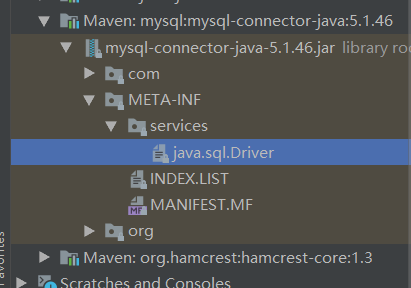 Maven: mysql:mysql-connector-java:5.1.46
mysql-connector-java-5.1.46.jar library
com
META-INF
services
java.sql.Driver
INDEX.LIST
MF MANIFEST.MF
org
Maven: org.hamcrest:hamcrest-core:1.3
Scratches and Consoles